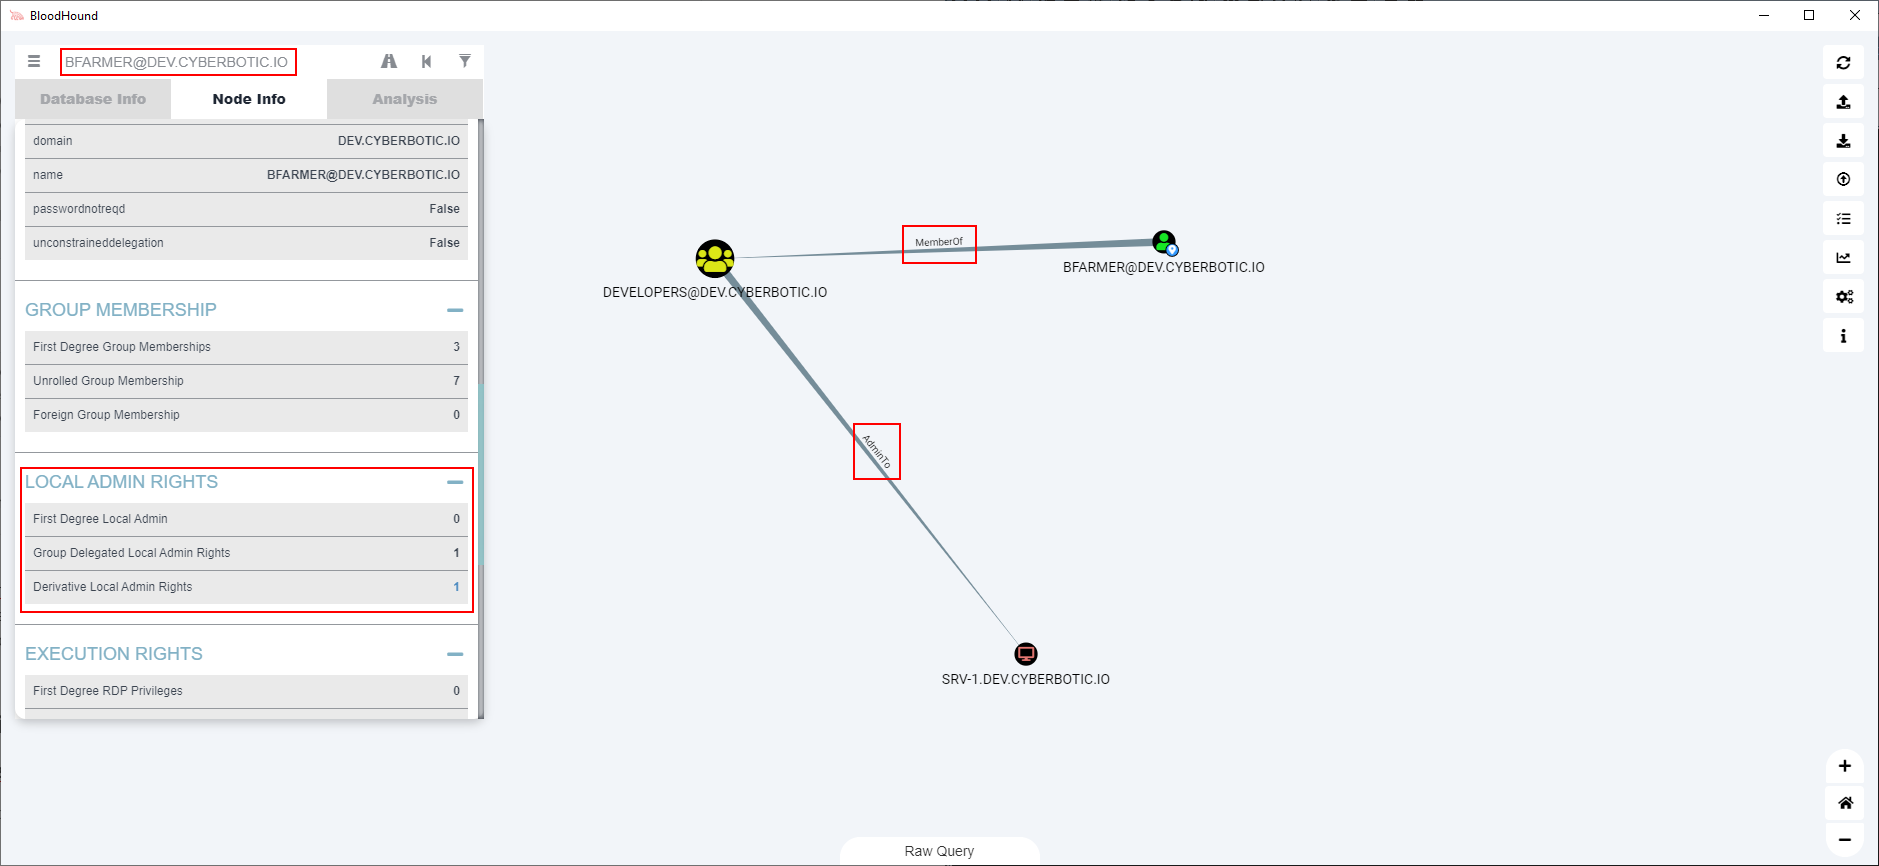 BloodHound
BFARMER@DEV.CYBERBOTIC.IO
Database Info Node Info Analysis
domain DEV.CYBERBOTIC.IO
name BFARMER@DEV.CYBERBOTIC.IO
passwordnotreqd False
unconstraineddelegation False
GROUP MEMBERSHIP
First Degree Group Memberships 3
Unrolled Group Membership 7
Foreign Group Membership 0
LOCAL ADMIN RIGHTS
First Degree Local Admin 0
Group Delegated Local Admin Rights 1
Derivative Local Admin Rights 1
EXECUTION RIGHTS
First Degree RDP Privileges 0
MemberOf
BFARMER@DEV.CYBERBOTIC.IO
DEVELOPERS@DEV.CYBERBOTIC.IO
AdminTo
SRV-1.DEV.CYBERBOTIC.IO
Raw Query